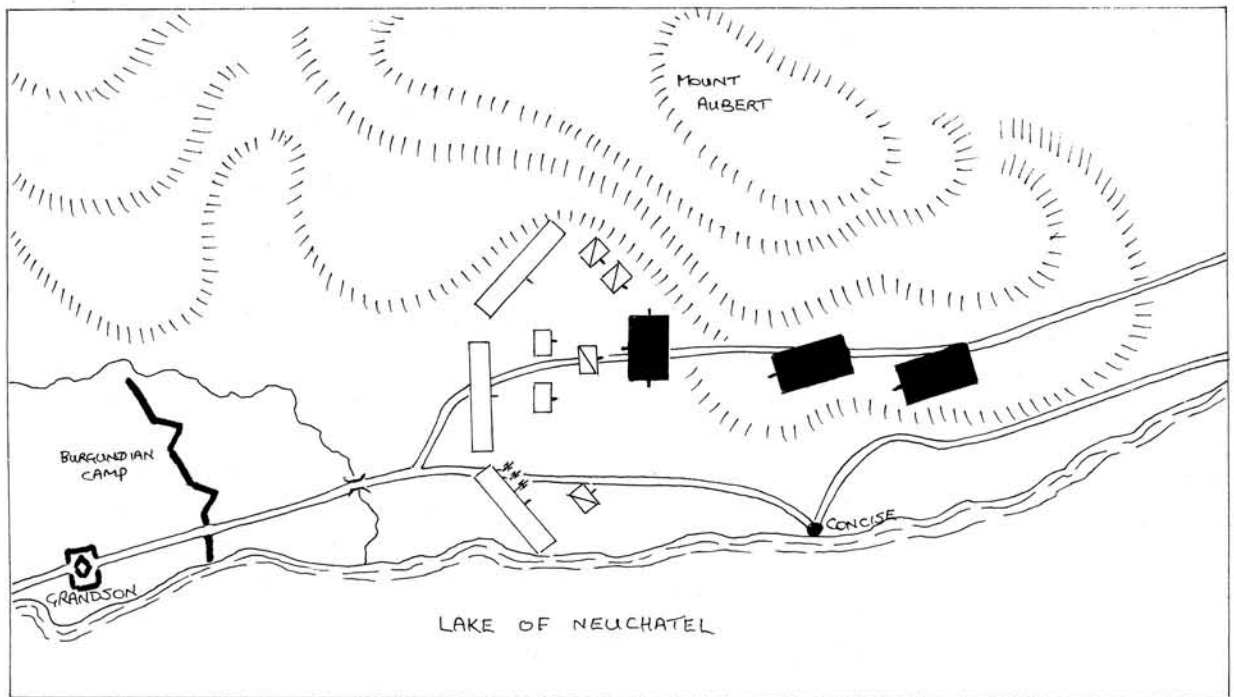 MOUNT
AUBERT
BURGUNDIAN
CAMP
CONCISE
GRANDSON
LAKE OF NEUCHATEL